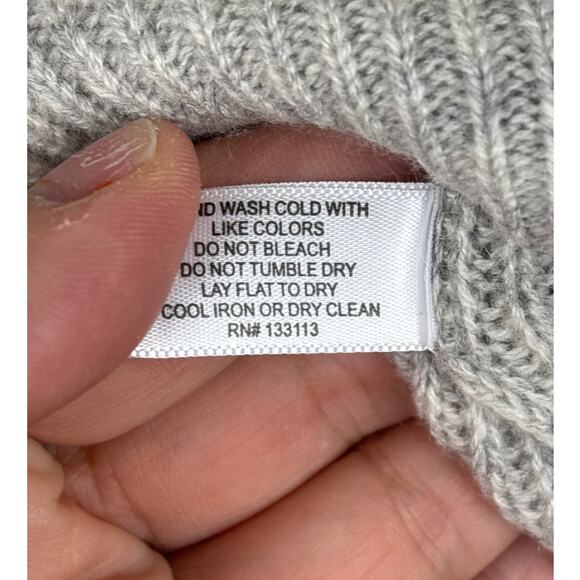 ND WASH COLD WITH
LIKE COLORS
DO NOT BLEACH
DO NOT TUMBLE DRY
LAY FLAT TO DRY
COOL IRON OR DRY CLEAN
RN# 133113